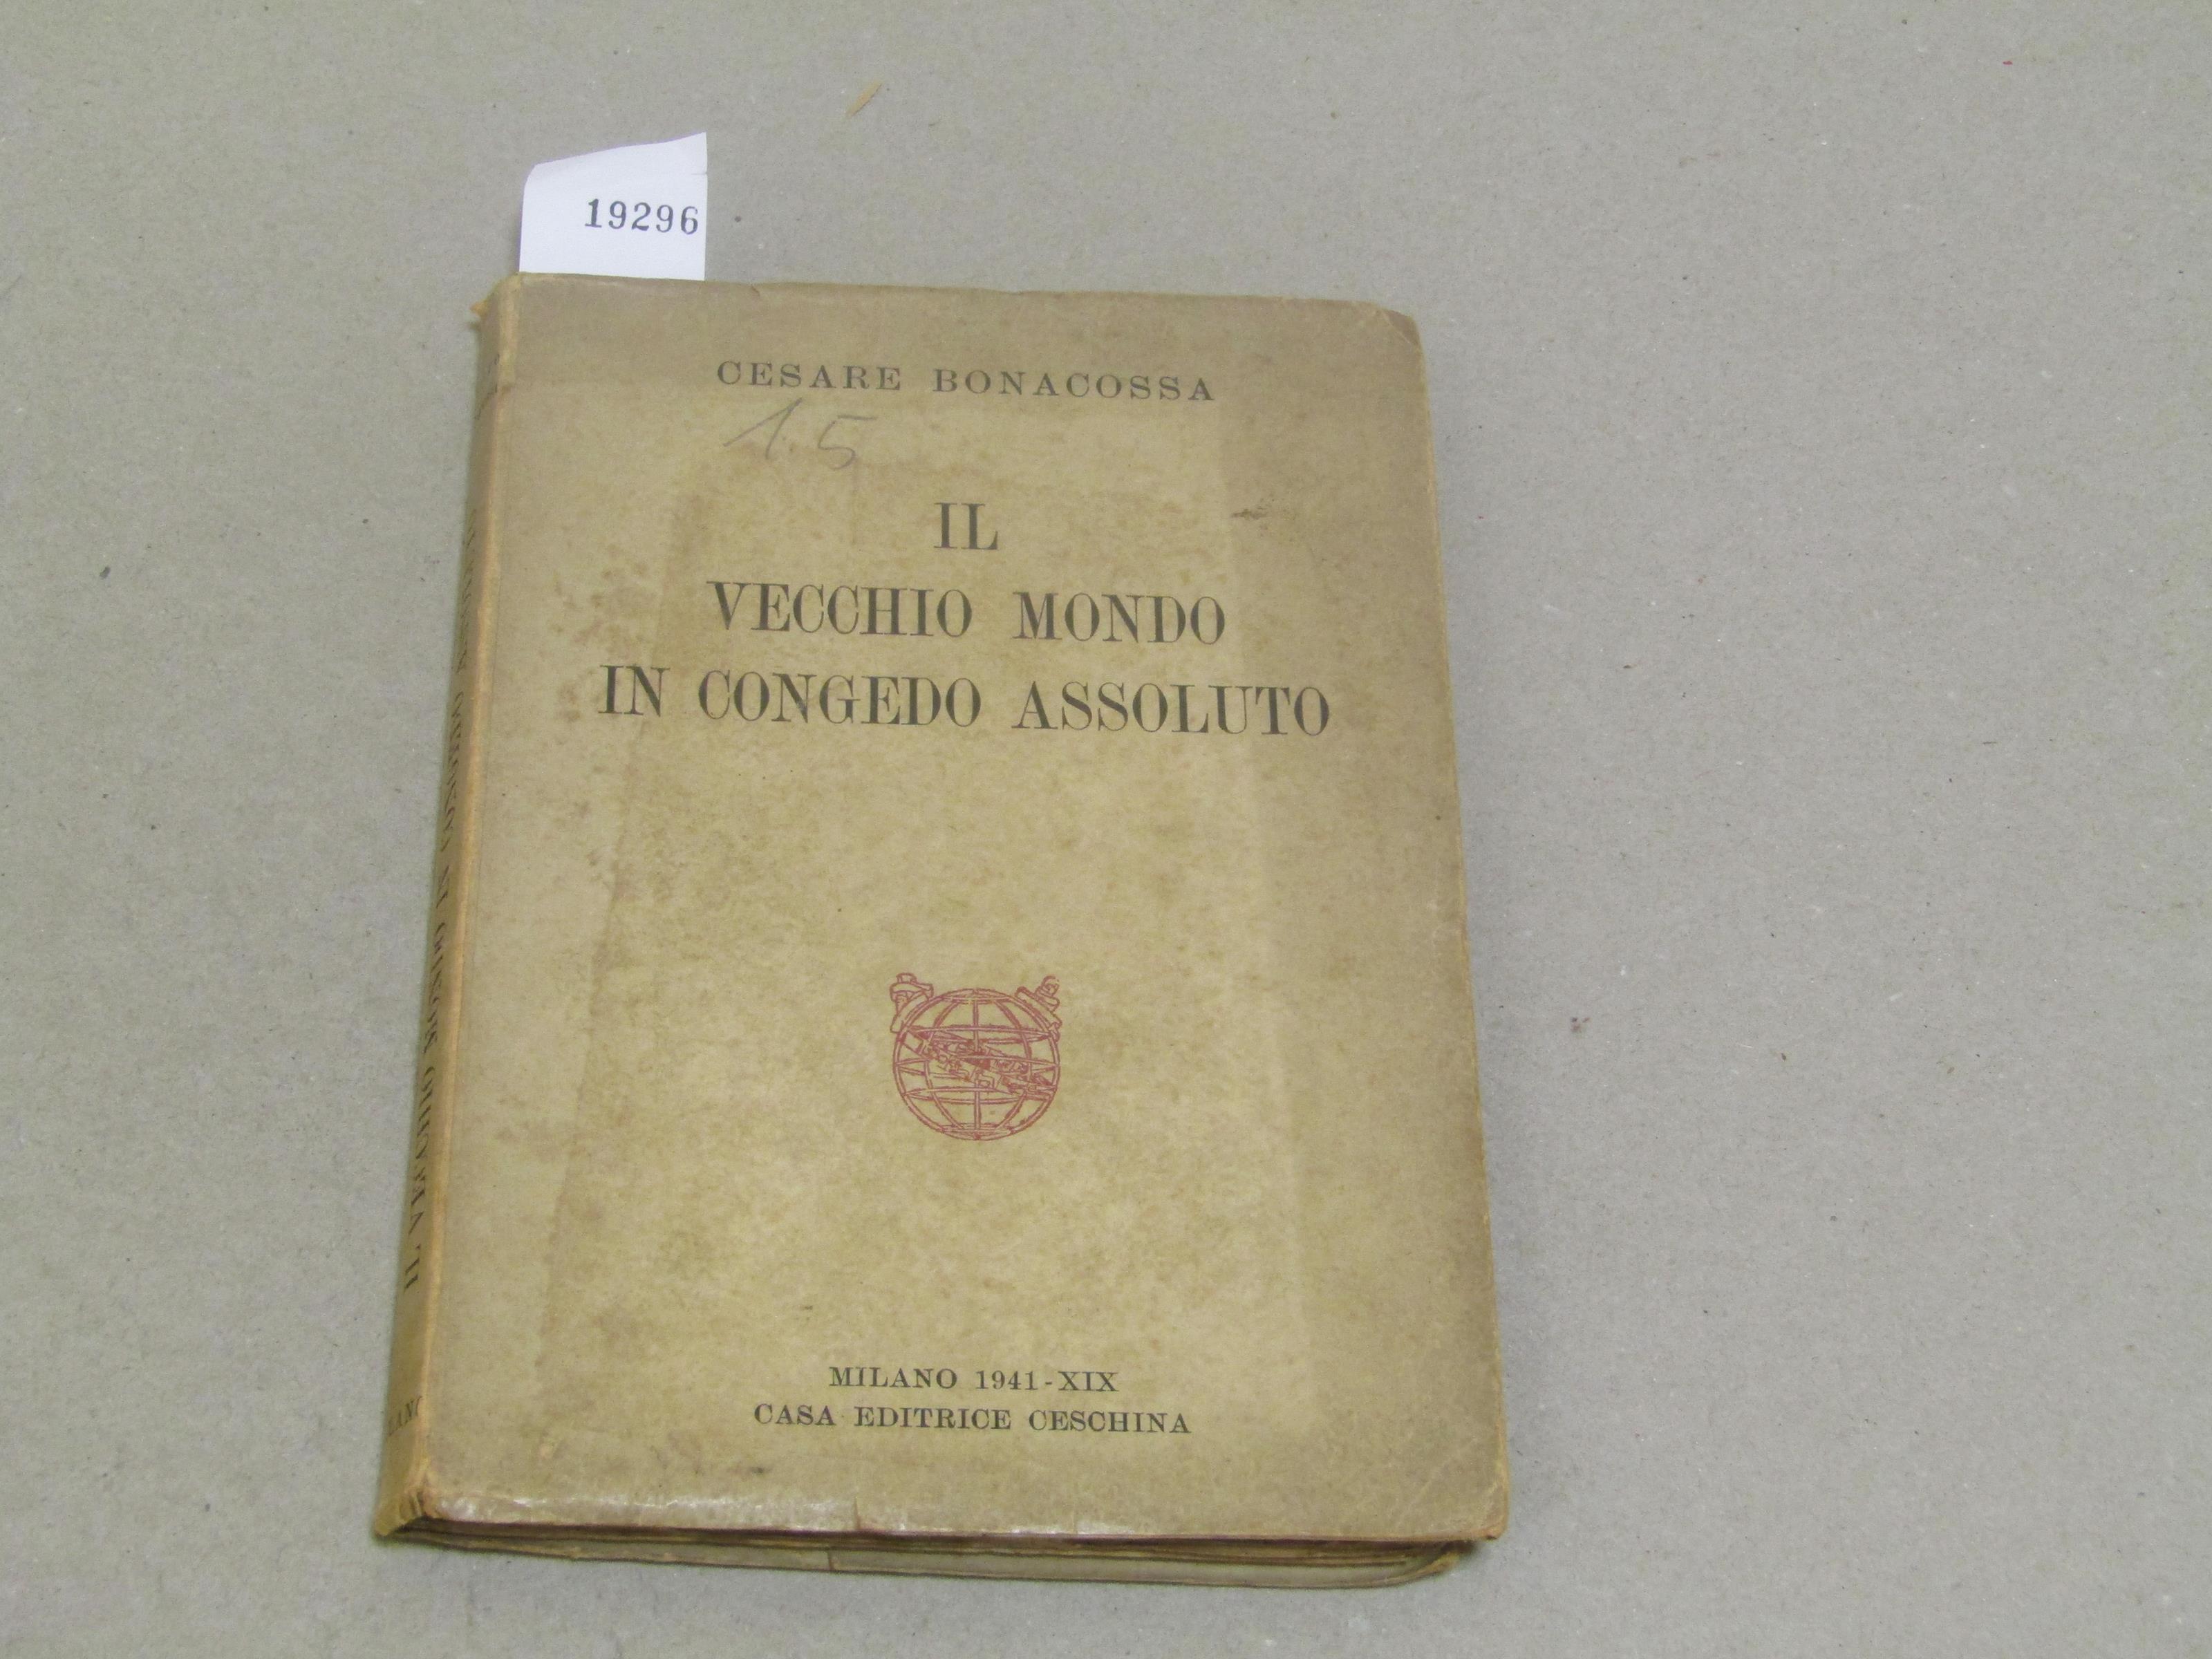 19296
CESARE BONACOSSA
1.5
IL
VECCHIO MONDO
IN CONGEDO ASSOLUTO
MILANO 1941-XIX
CASA EDITRICE CESCHINA